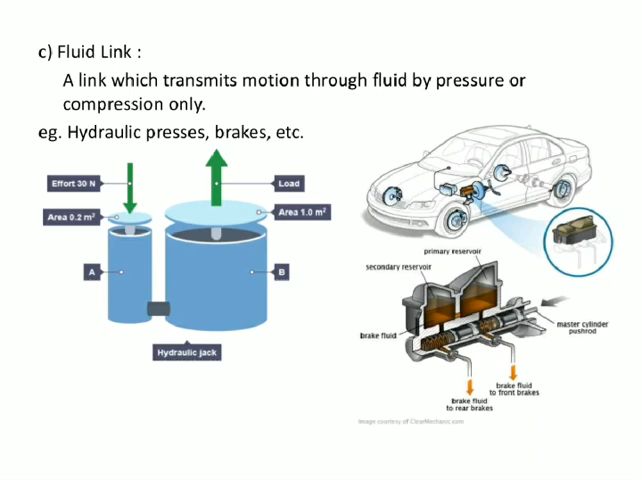 c) Fluid Link :
A link which transmits motion through fluid by pressure or
compression only.
eg. Hydraulic presses, brakes, etc.
Effort 30 N
Load
Area 0.2 m²
Area 1.0 m²
A
B
Hydraulic jack
primary reservoir
secondary reservoir
brake fluid
master cylinder
pushrod
brake fluid
to front brakes
brake fluid
to rear brakes
Image courtesy of ClearMechanic.com